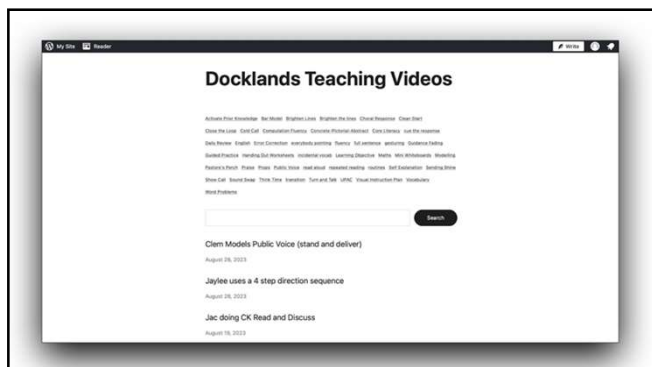 My Site Reader Write
Docklands Teaching Videos
Activate Prior Knowledge Bar Model Brighten Lines Brighten the lines Choral Response Clean Start
Close the Loop Cold Call Computation Fluency Concrete Pictorial Abstract Core Literacy cue the response
Daily Review English Error Correction everybody pointing fluency full sentence gesturing Guidance Fading
Guided Practice Handing Out Worksheets incidental vocab Learning Objective Maths Mini Whiteboards Modelling
Pastore's Perch Praise Props Public Voice read aloud repeated reading routines Self Explanation Sending Shine
Show Call Sound Swap Think Time transition Turn and Talk UPAC Visual Instruction Plan Vocabulary
Word Problems
Search
Clem Models Public Voice (stand and deliver)
August 28, 2023
Jaylee uses a 4 step direction sequence
August 28, 2023
Jac doing CK Read and Discuss
August 19, 2023